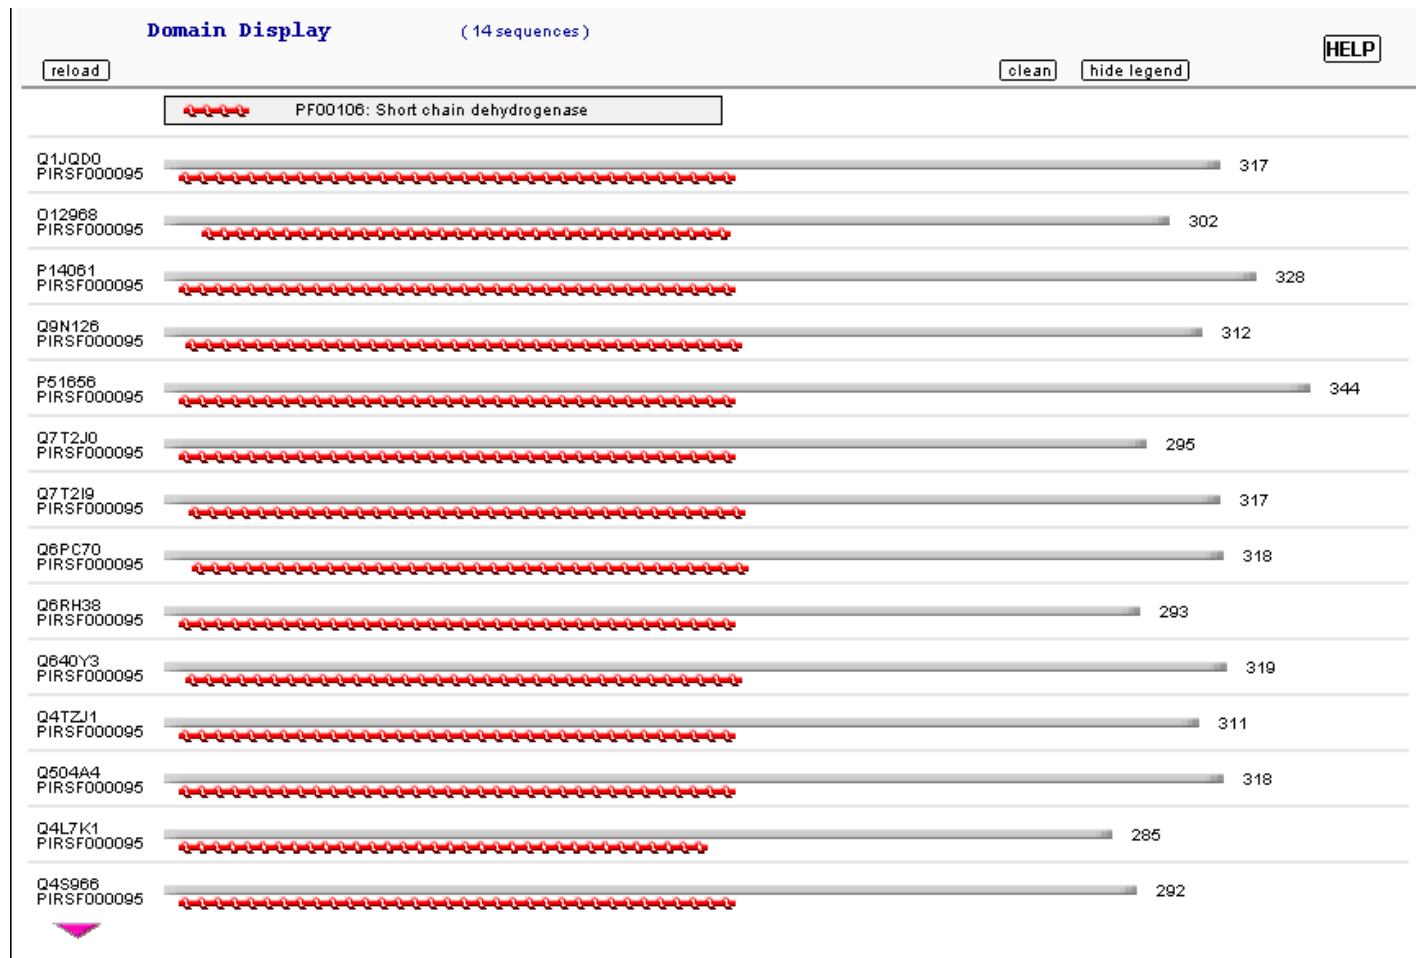 Domain Display (14 sequences)
HELP
reload clean hide legend
PF00106: Short chain dehydrogenase
Q1JQD0
PIRSF000095 317
O12968
PIRSF000095 302
P14061
PIRSF000095 328
Q9N126
PIRSF000095 312
P51656
PIRSF000095 344
Q7T2J0
PIRSF000095 295
Q7T2I9
PIRSF000095 317
Q6PC70
PIRSF000095 318
Q6RH38
PIRSF000095 293
Q640Y3
PIRSF000095 319
Q4TZJ1
PIRSF000095 311
Q504A4
PIRSF000095 318
Q4L7K1
PIRSF000095 285
Q4S966
PIRSF000095 292